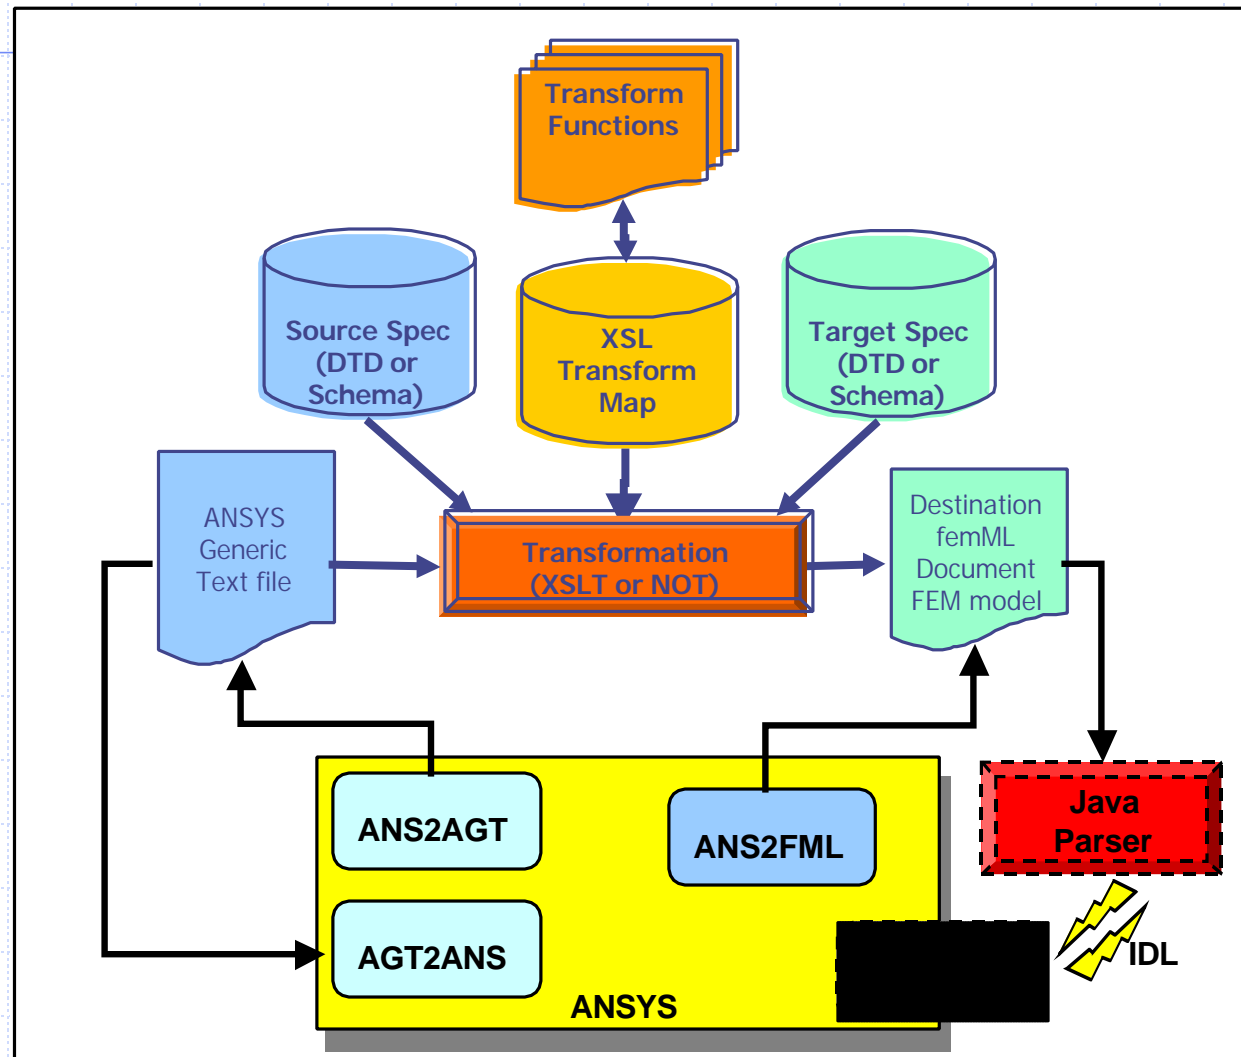 Transform
Functions
Source Spec
(DTD or
Schema)
XSL
Transform
Map
Target Spec
(DTD or
Schema)
ANSYS
Generic
Text file
Transformation
(XSLT or NOT)
Destination
femML
Document
FEM model
ANS2AGT
ANS2FML
Java
Parser
AGT2ANS
IDL
ANSYS